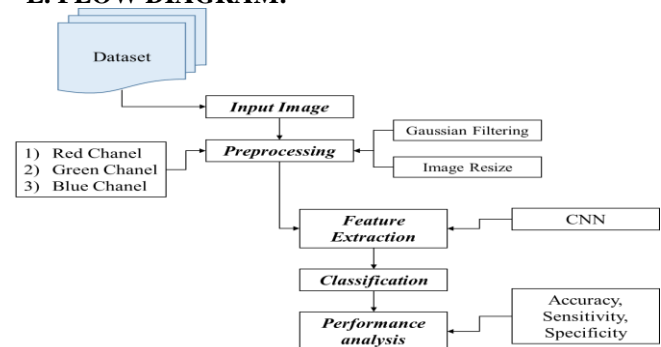 E. FLOW DIAGRAM:
Dataset
Input Image
Gaussian Filtering
1) Red Chanel
2) Green Chanel
3) Blue Chanel
Preprocessing
Image Resize
Feature
Extraction
CNN
Classification
Performance
analysis
Accuracy,
Sensitivity,
Specificity